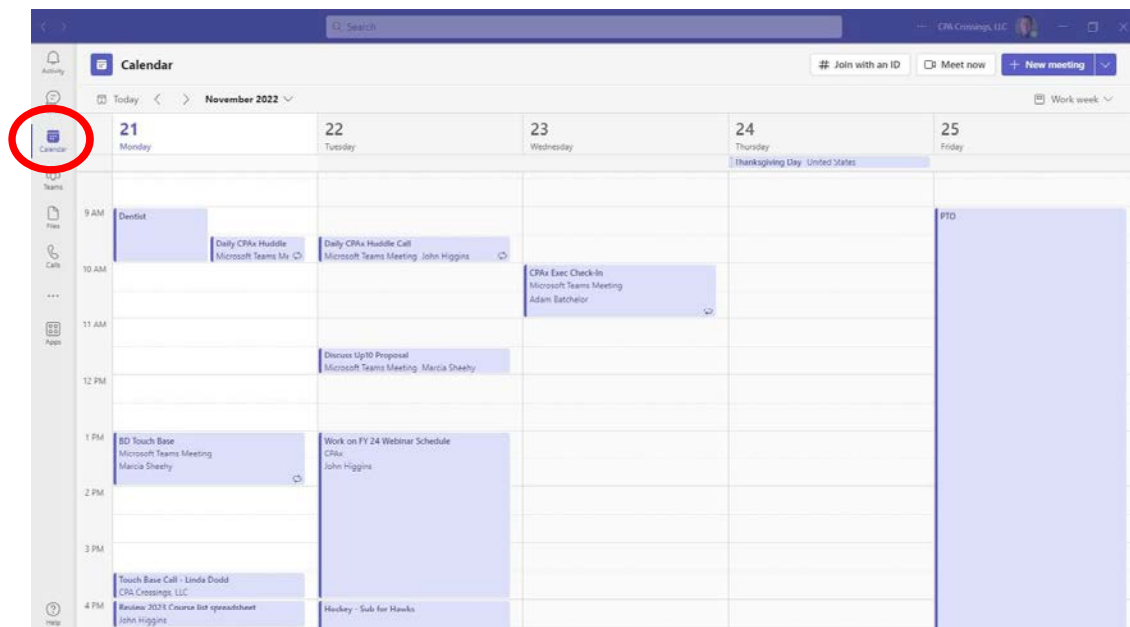 Search
CPA Crossings, LLC
Activity
Calendar
# Join with an ID
Meet now
+ New meeting
Today
November 2022
Work week
Calendar
Teams
Files
Calls
...
Apps
Help
21
Monday
22
Tuesday
23
Wednesday
24
Thursday
25
Friday
Thanksgiving Day United States
9 AM
Dentist
Daily CPAx Huddle
Microsoft Teams Me
Daily CPAx Huddle Call
Microsoft Teams Meeting John Higgins
PTO
10 AM
CPAx Exec Check-In
Microsoft Teams Meeting
Adam Batchelor
11 AM
Discuss Up10 Proposal
Microsoft Teams Meeting Marcia Sheehy
12 PM
1 PM
BD Touch Base
Microsoft Teams Meeting
Marcia Sheehy
Work on FY 24 Webinar Schedule
CPAx
John Higgins
2 PM
3 PM
Touch Base Call - Linda Dodd
CPA Crossings, LLC
4 PM
Review 2023 Course list spreadsheet
John Higgins
Hockey - Sub for Hawks